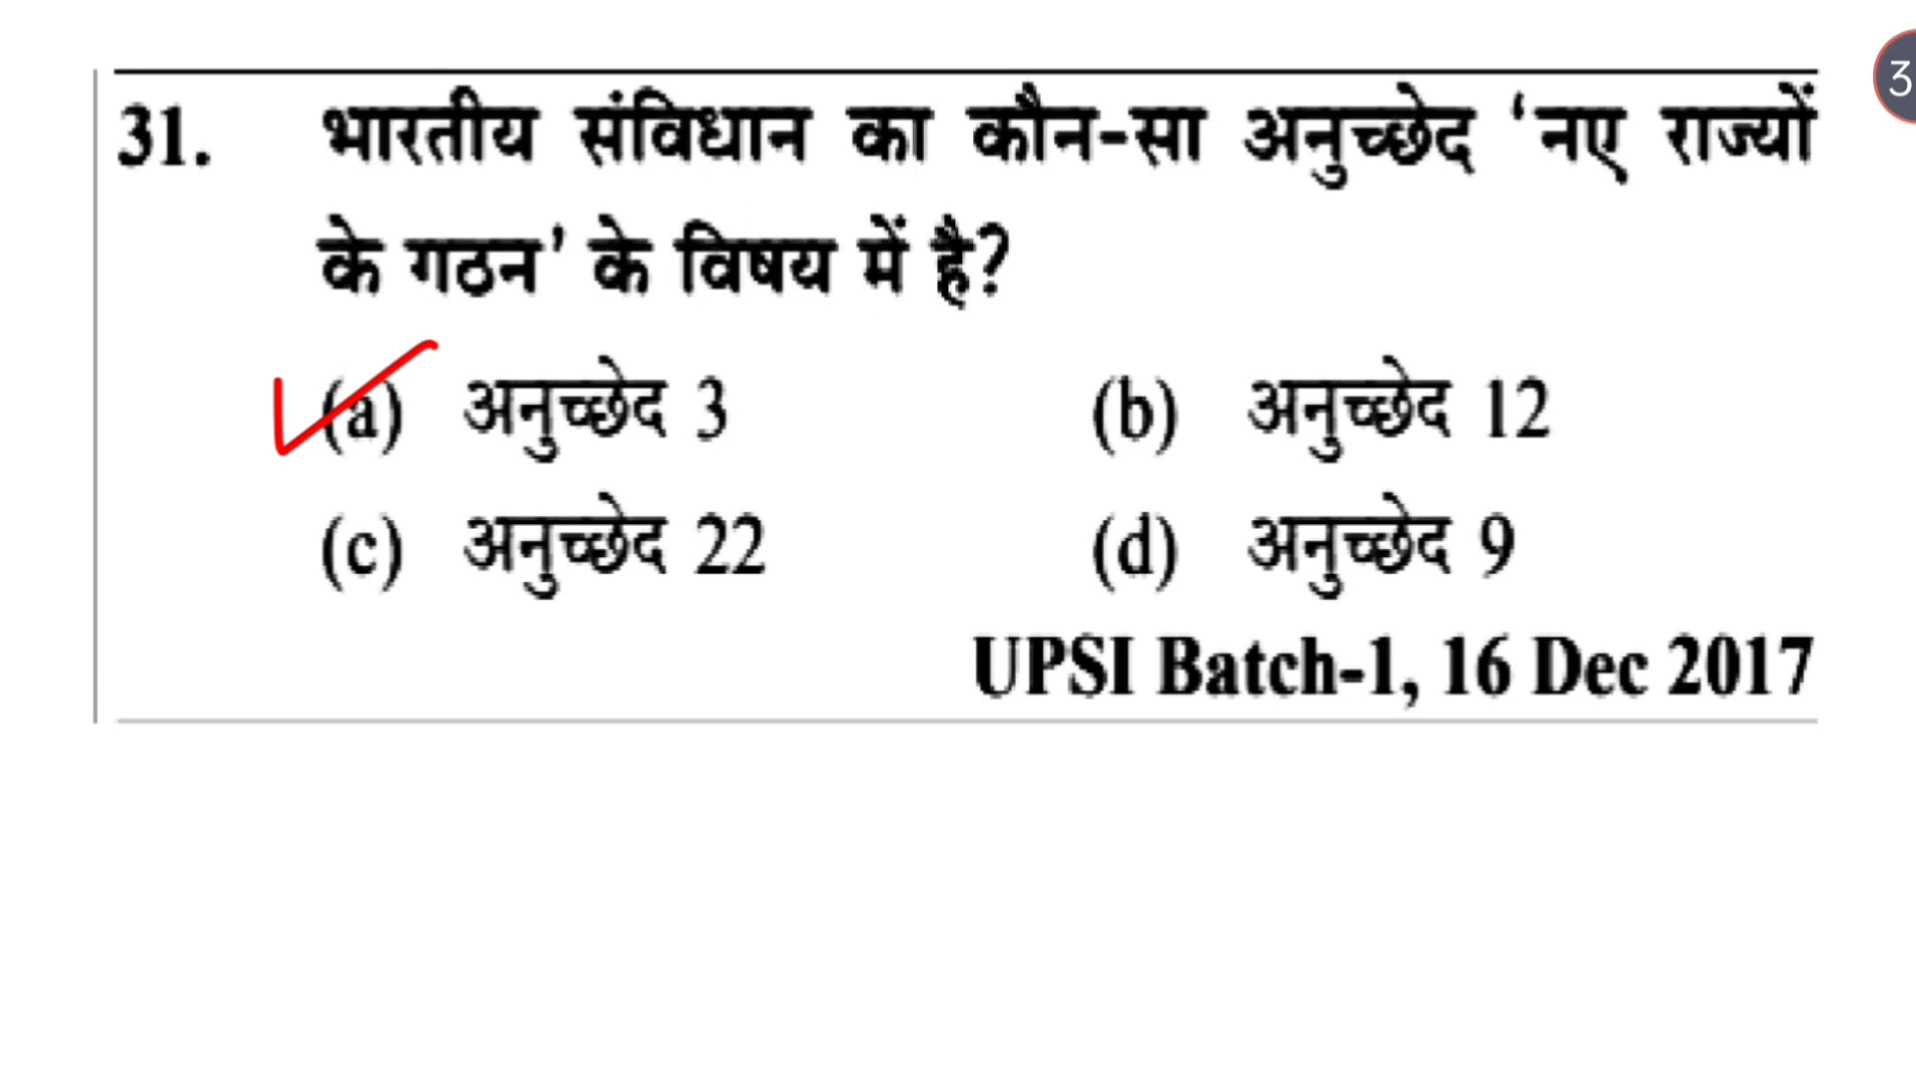 3
31. भारतीय संविधान का कौन-सा अनुच्छेद ‘नए राज्यों
के गठन’ के विषय में है?
(a) अनुच्छेद 3 (b) अनुच्छेद 12
(c) अनुच्छेद 22 (d) अनुच्छेद 9
UPSI Batch-1, 16 Dec 2017